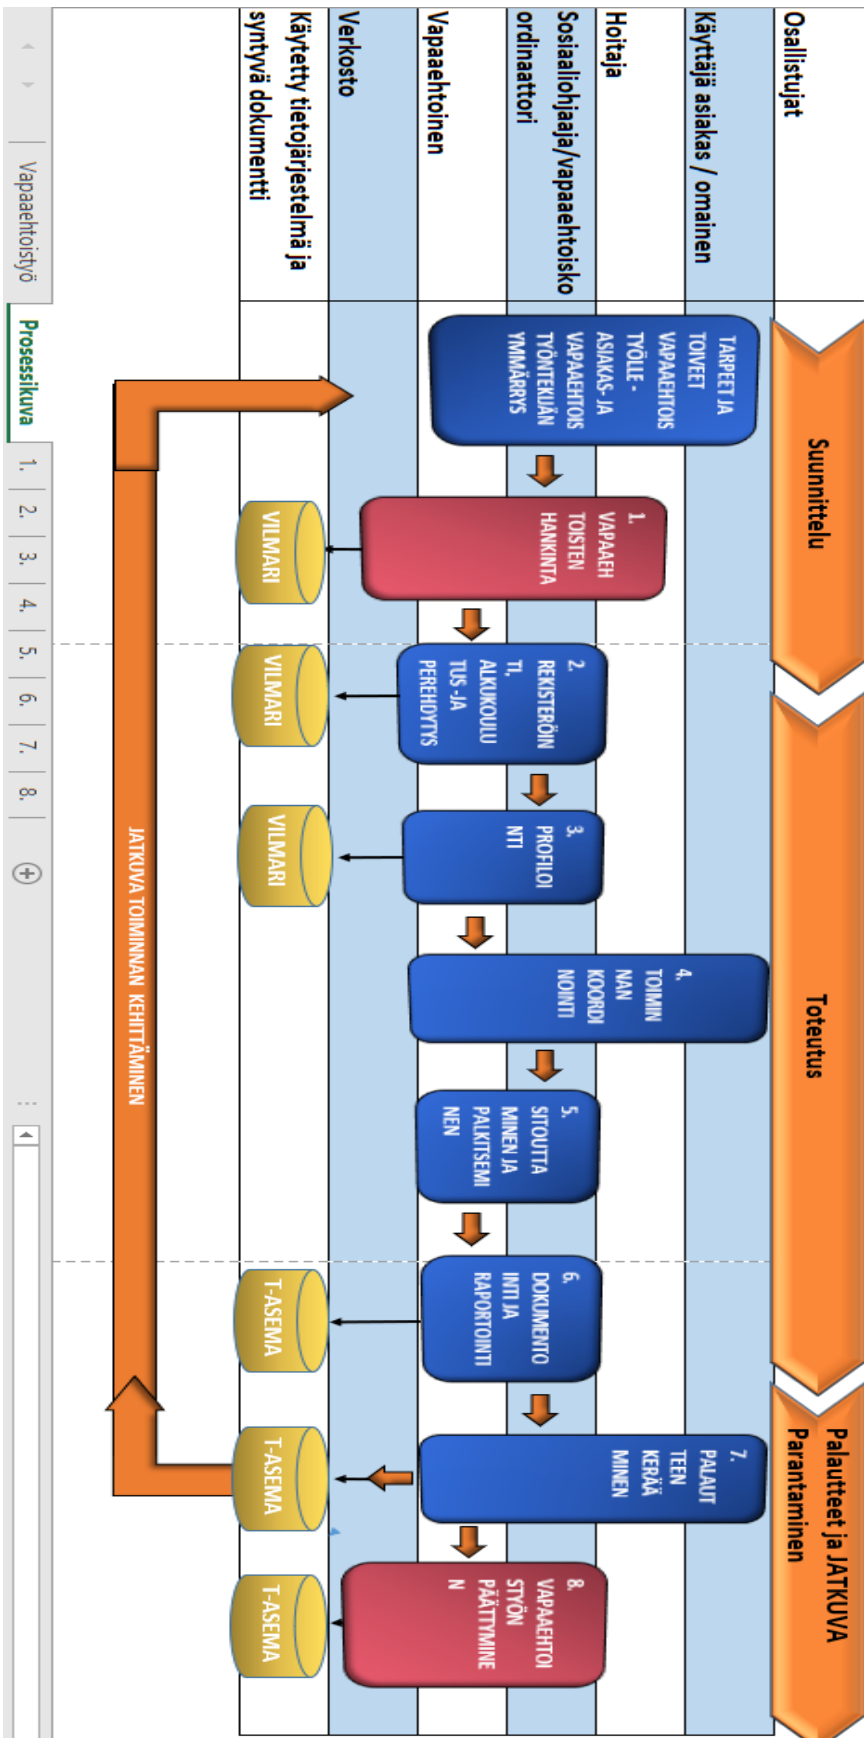 Osallistujat
Suunnittelu
Toteutus
Palautteet ja JATKUVA
Parantaminen
Käyttäjä asiakas / omainen
Hoitaja
Sosiaaliohjaaja/vapaaehtoisko
ordinaattori
Vapaaehtoinen
Verkosto
Käytetty tietojärjestelmä ja
syntyvä dokumentti
TARPEET JA
TOIVEET
VAPAAEHTOIS
TYÖLLE -
ASIAKAS- JA
VAPAAEHTOIS
TYÖNTEKIJÄN
YMMÄRRYS
1.
VAPAAEH
TOISTEN
HANKINTA
2.
REKISTERÖIN
TI,
ALKUKOULU
TUS -JA
PEREHDYTYS
3.
PROFILOI
NTI
4.
TOIMIN
NAN
KOORDI
NOINTI
5.
SITOUTTA
MINEN JA
PALKITSEMI
NEN
6.
DOKUMENTO
INTI JA
RAPORTOINTI
7.
PALAUT
TEEN
KERÄÄ
MINEN
8.
VAPAAEHTOI
STYÖN
PÄÄTTYMINE
N
VILMARI
VILMARI
VILMARI
T-ASEMA
T-ASEMA
T-ASEMA
JATKUVA TOIMINNAN KEHITTÄMINEN
Vapaaehtoistyö Prosessikuva 1. 2. 3. 4. 5. 6. 7. 8.